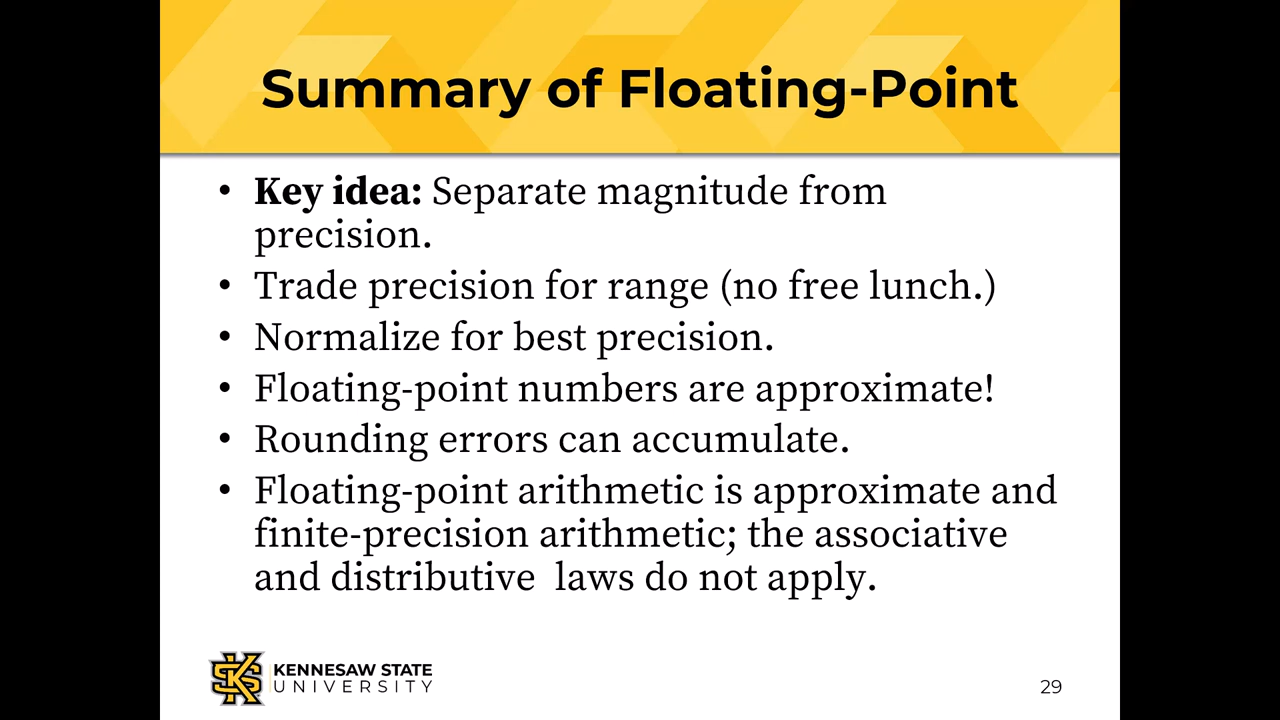 Summary of Floating-Point
• Key idea: Separate magnitude from
precision.
• Trade precision for range (no free lunch.)
• Normalize for best precision.
• Floating-point numbers are approximate!
• Rounding errors can accumulate.
• Floating-point arithmetic is approximate and
finite-precision arithmetic; the associative
and distributive  laws do not apply.
KS
KENNESAW STATE
UNIVERSITY
29